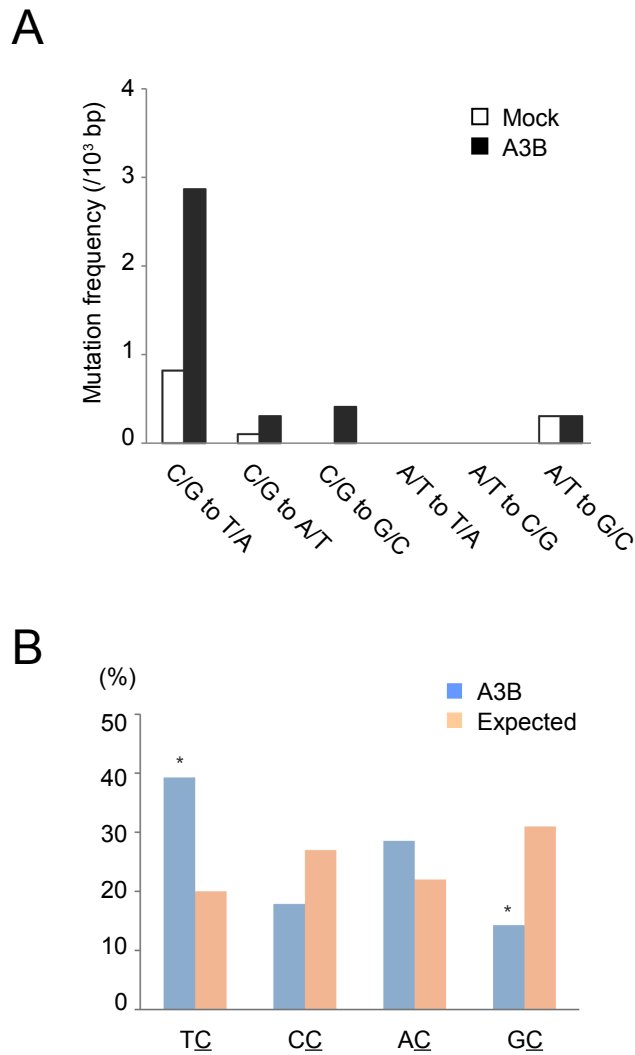 A
Mutation frequency (/10³ bp)
4
3
2
1
0
Mock
A3B
C/G to T/A
C/G to A/T
C/G to G/C
A/T to T/A
A/T to C/G
A/T to G/C
B
(%)
A3B
Expected
50
40
30
20
10
0
*
*
TC
CC
AC
GC